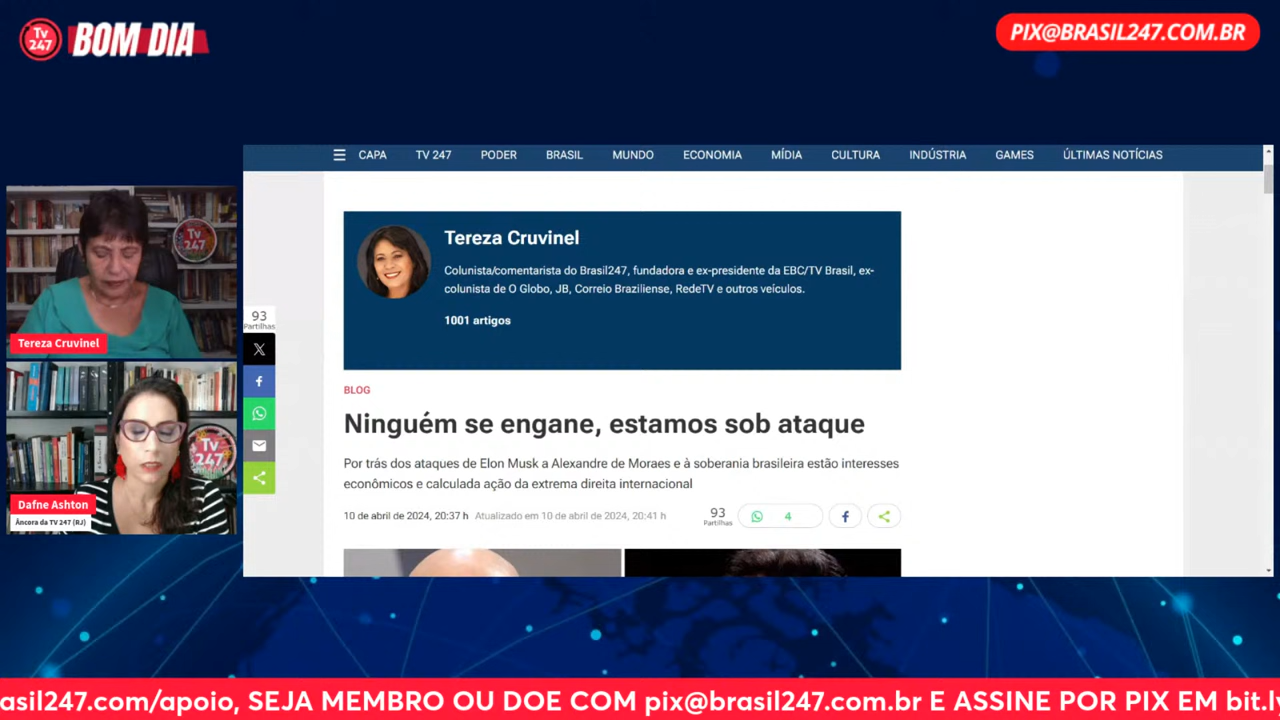 Tv 247 BOM DIA
PIX@BRASIL247.COM.BR
CAPA TV 247 PODER BRASIL MUNDO ECONOMIA MÍDIA CULTURA INDÚSTRIA GAMES ÚLTIMAS NOTÍCIAS
Tereza Cruvinel
Colunista/comentarista do Brasil247, fundadora e ex-presidente da EBC/TV Brasil, ex-
colunista de O Globo, JB, Correio Braziliense, RedeTV e outros veículos.
1001 artigos
93
Partilhas
BLOG
Ninguém se engane, estamos sob ataque
Por trás dos ataques de Elon Musk a Alexandre de Moraes e à soberania brasileira estão interesses
econômicos e calculada ação da extrema direita internacional
10 de abril de 2024, 20:37 h Atualizado em 10 de abril de 2024, 20:41 h
93
Partilhas
4
Tv 247
Tereza Cruvinel
Tv 247
Dafne Ashton
Âncora da TV 247 (RJ)
asil247.com/apoio, SEJA MEMBRO OU DOE COM pix@brasil247.com.br E ASSINE POR PIX EM bit.ly